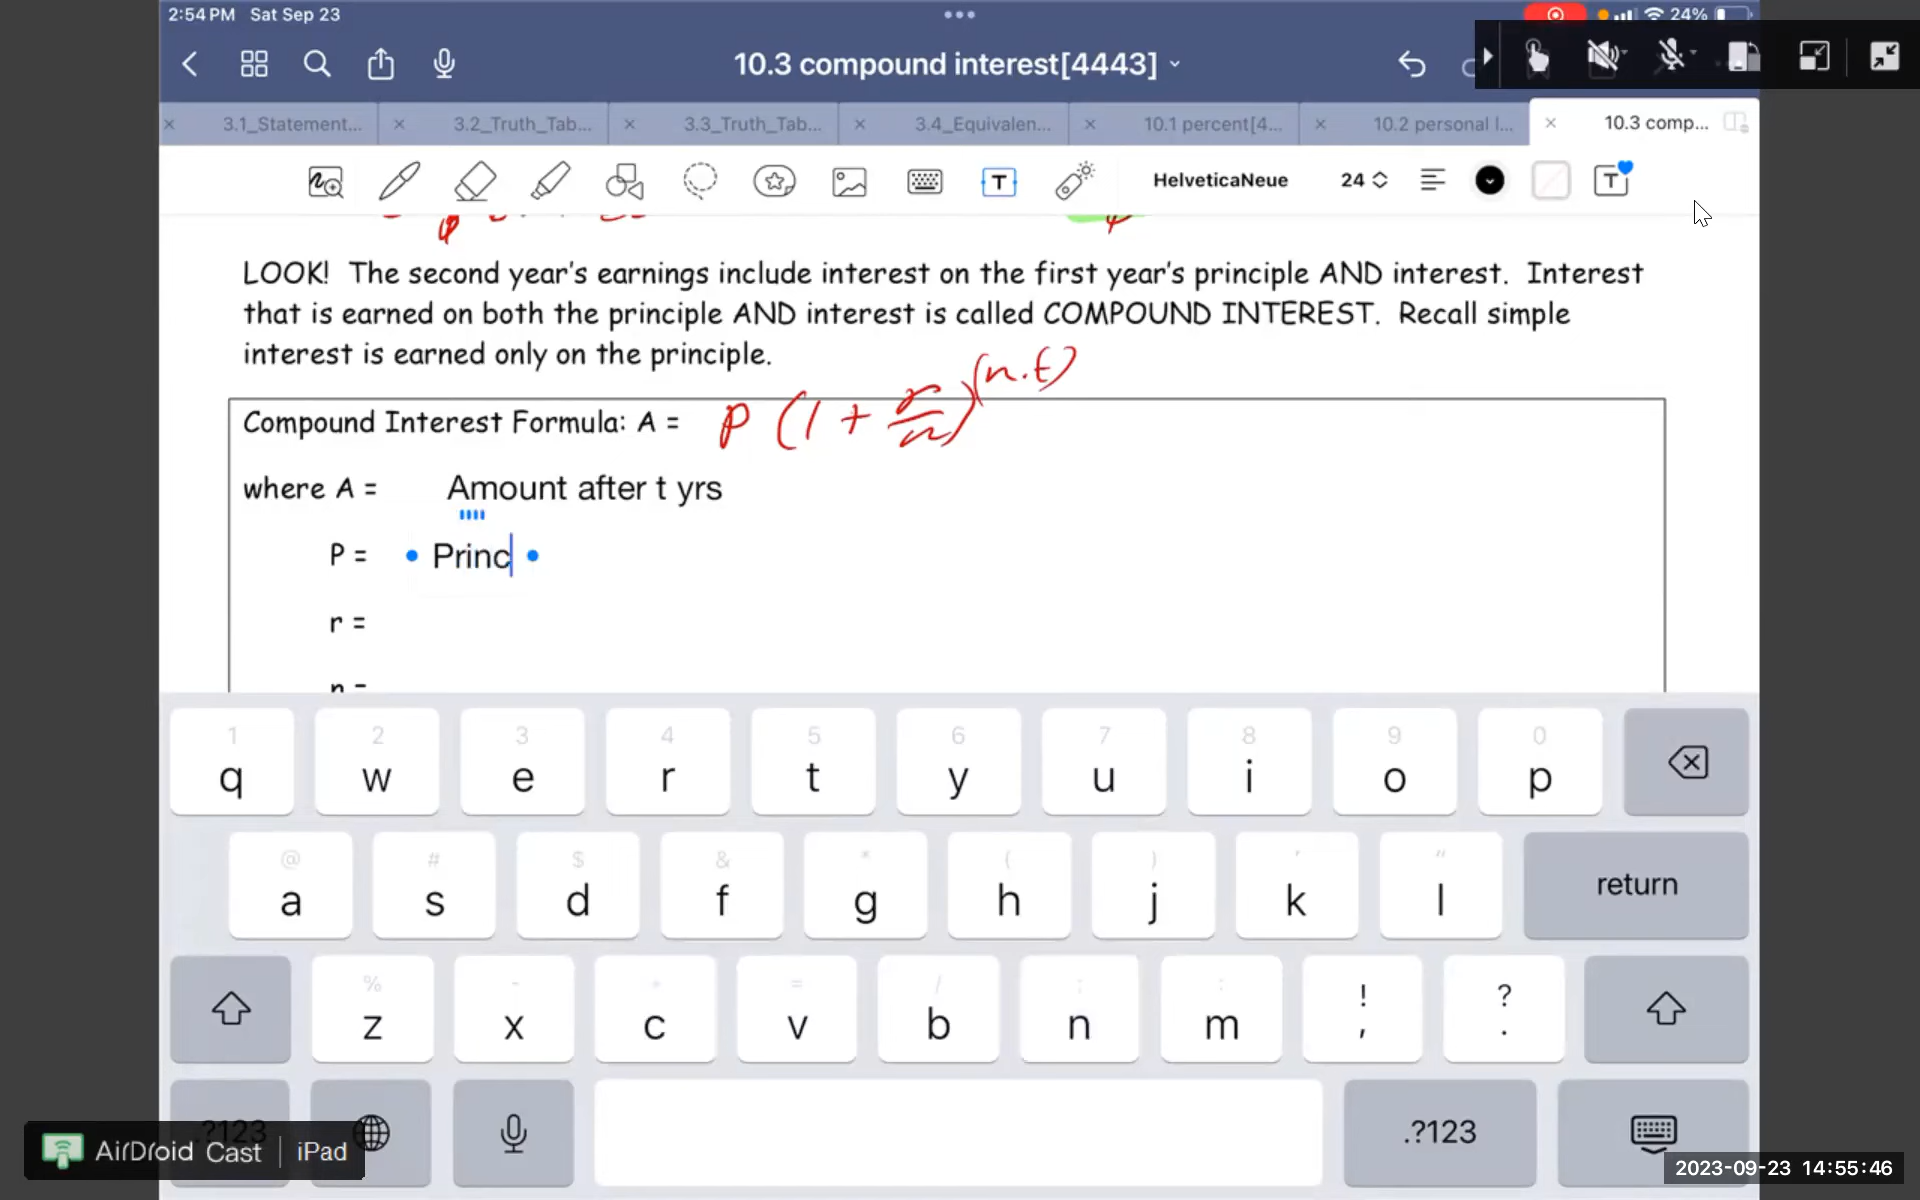 2:54 PM Sat Sep 23
24%
10.3 compound interest[4443]
3.1_Statement...
3.2_Truth_Tab...
3.3_Truth_Tab...
3.4_Equivalen...
10.1 percent[4...
10.2 personal l...
10.3 comp...
T
HelveticaNeue
24
T
LOOK! The second year's earnings include interest on the first year's principle AND interest. Interest
that is earned on both the principle AND interest is called COMPOUND INTEREST. Recall simple
interest is earned only on the principle.
Compound Interest Formula: A = P (1 + r/n)^(n.t)
where A = Amount after t yrs
P = Princ
r =
n =
1 2 3 4 5 6 7 8 9 0
q w e r t y u i o p
@ # $ & * ( ) ' "
a s d f g h j k l return
% - + = / ; : ! ?
z x c v b n m , .
.?123 .?123
AirDroid Cast | iPad
2023-09-23 14:55:46